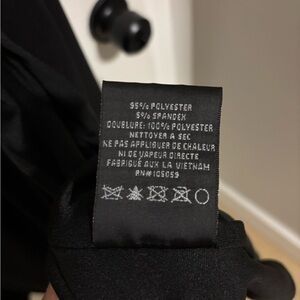 95% POLYESTER
5% SPANDEX
DOUBLURE: 100% POLYESTER
NETTOYER A SEC
NE PAS APPLIQUER DE CHALEUR
NI DE VAPEUR DIRECTE
FABRIQUÉ AUX LA VIETNAM
RN#105059